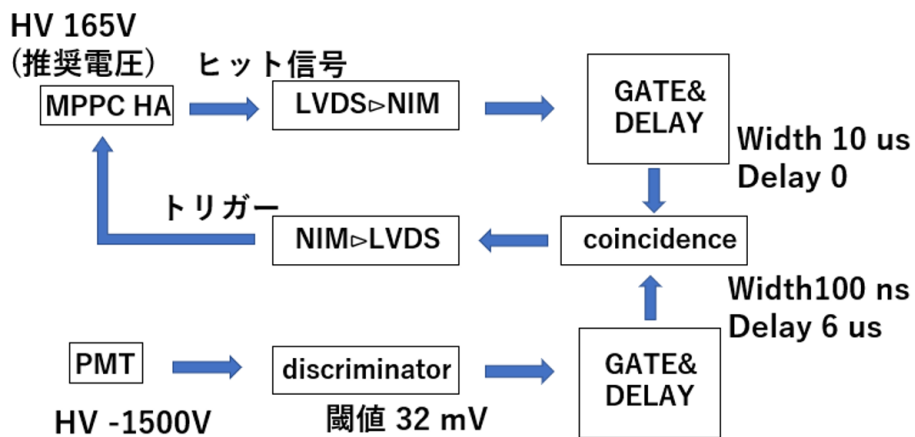 HV 165V
(推奨電圧)
ヒット信号
MPPC HA
LVDS▷NIM
GATE&
DELAY
Width 10 us
Delay 0
トリガー
NIM▷LVDS
coincidence
Width100 ns
Delay 6 us
PMT
discriminator
GATE&
DELAY
HV -1500V
閾値 32 mV